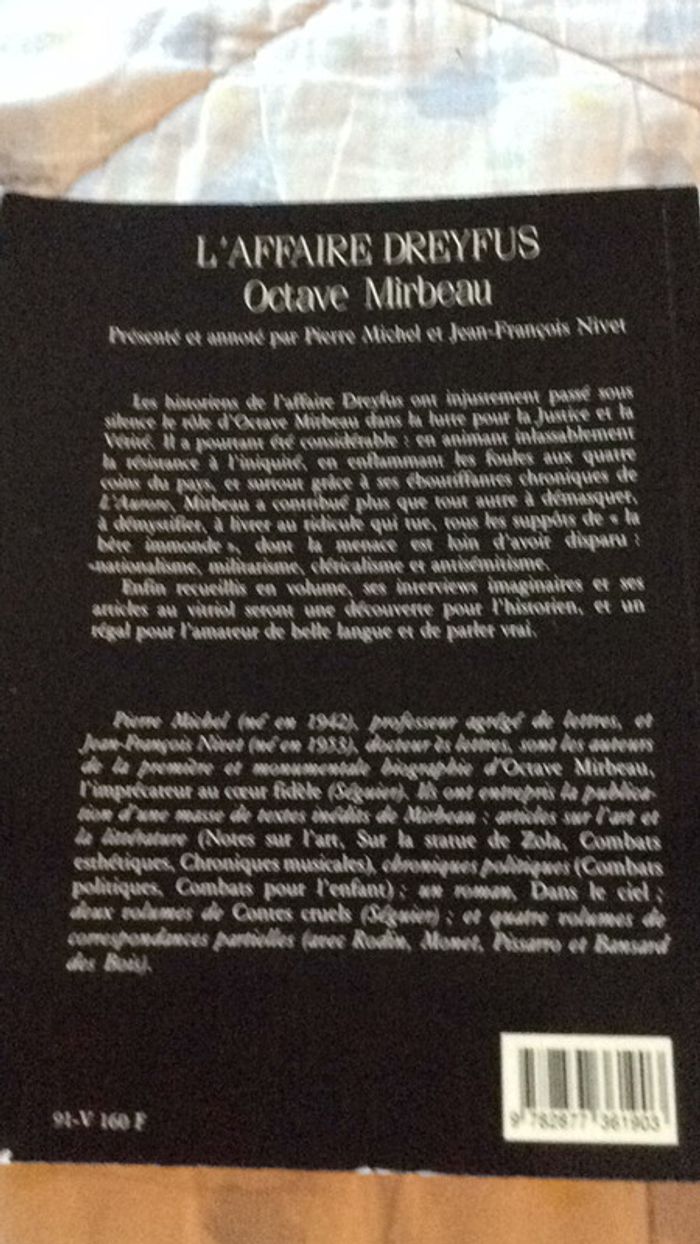 L'AFFAIRE DREYFUS
Octave Mirbeau
Présenté et annoté par Pierre Michel et Jean-François Nivet
Les historiens de l'affaire Dreyfus ont injustement passé sous
silence le rôle d'Octave Mirbeau dans la lutte pour la Justice et la
Vérité. Il a pourtant été considérable : en animant inlassablement
la résistance à l'iniquité, en enflammant les foules aux quatre
coins du pays, et surtout grâce à ses ébouriffantes chroniques de
L'Aurore, Mirbeau a contribué plus que tout autre à démasquer,
à démystifier, à livrer au ridicule qui tue, tous les suppôts de « la
bête immonde », dont la menace est loin d'avoir disparu :
nationalisme, militarisme, cléricalisme et antisémitisme.
Enfin recueillis en volume, ses interviews imaginaires et ses
articles au vitriol seront une découverte pour l'historien, et un
régal pour l'amateur de belle langue et de parler vrai.
Pierre Michel (né en 1942), professeur agrégé de lettres, et
Jean-François Nivet (né en 1953), docteur ès lettres, sont les auteurs
de la première et monumentale biographie d'Octave Mirbeau,
l'imprécateur au cœur fidèle (Séguier). Ils ont entrepris la publica-
tion d'une masse de textes inédits de Mirbeau : articles sur l'art et
la littérature (Notes sur l'art, Sur la statue de Zola, Combats
esthétiques, Chroniques musicales), chroniques politiques (Combats
politiques, Combats pour l'enfant) ; un roman, Dans le ciel ;
deux volumes de Contes cruels (Séguier) ; et quatre volumes de
correspondances partielles (avec Rodin, Monet, Pissarro et Bansard
des Bois).
91-V 160 F
9 782877 361903